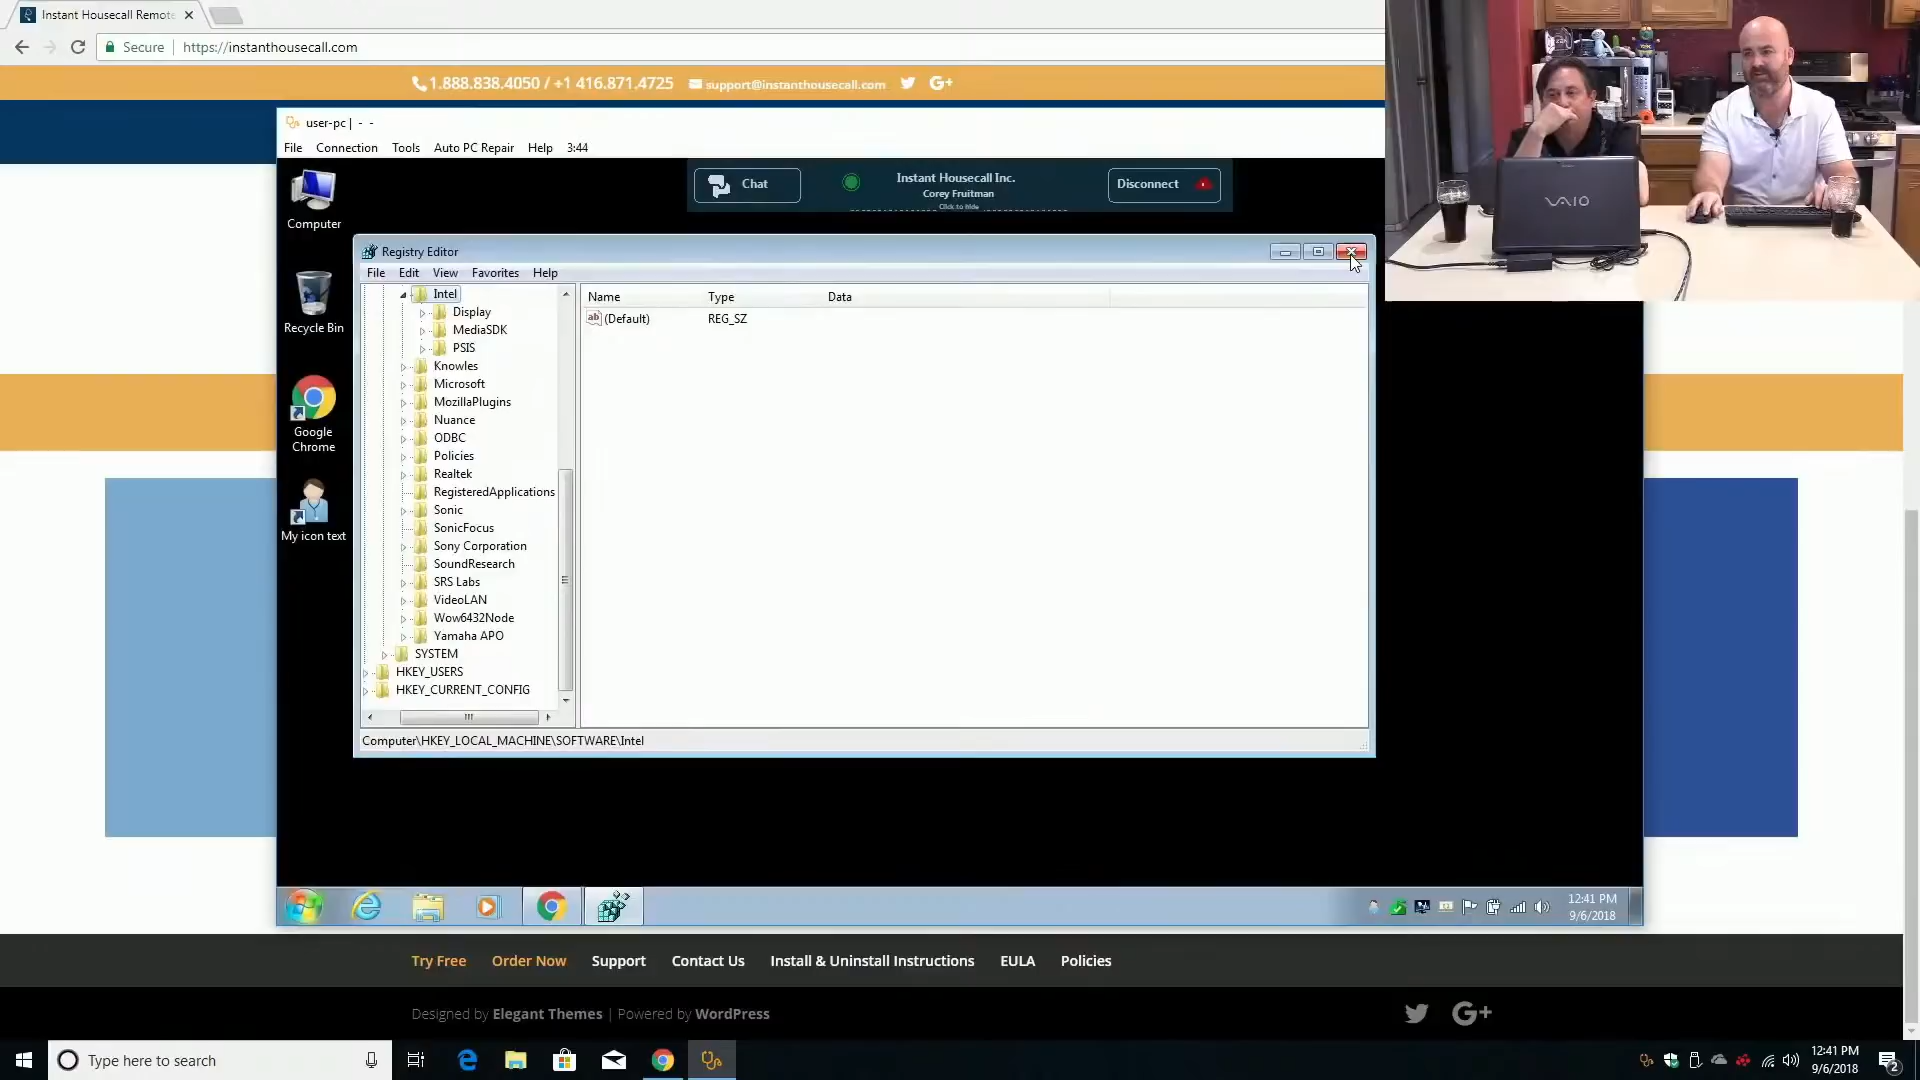 Instant Housecall Remote
Secure https://instanthousecall.com
1.888.838.4050 / +1 416.871.4725 support@instanthousecall.com G+
user-pc | - -
File Connection Tools Auto PC Repair Help 3:44
Chat
Instant Housecall Inc.
Corey Fruitman
Click to hide
Disconnect
Computer
Recycle Bin
Google
Chrome
My icon text
Registry Editor
File Edit View Favorites Help
Name Type Data
(Default) REG_SZ
Intel
Display
MediaSDK
PSIS
Knowles
Microsoft
MozillaPlugins
Nuance
ODBC
Policies
Realtek
RegisteredApplications
Sonic
SonicFocus
Sony Corporation
SoundResearch
SRS Labs
VideoLAN
Wow6432Node
Yamaha APO
SYSTEM
HKEY_USERS
HKEY_CURRENT_CONFIG
Computer\HKEY_LOCAL_MACHINE\SOFTWARE\Intel
VAIO
12:41 PM
9/6/2018
Try Free Order Now Support Contact Us Install & Uninstall Instructions EULA Policies
Designed by Elegant Themes | Powered by WordPress
G+
Type here to search
12:41 PM
9/6/2018
2